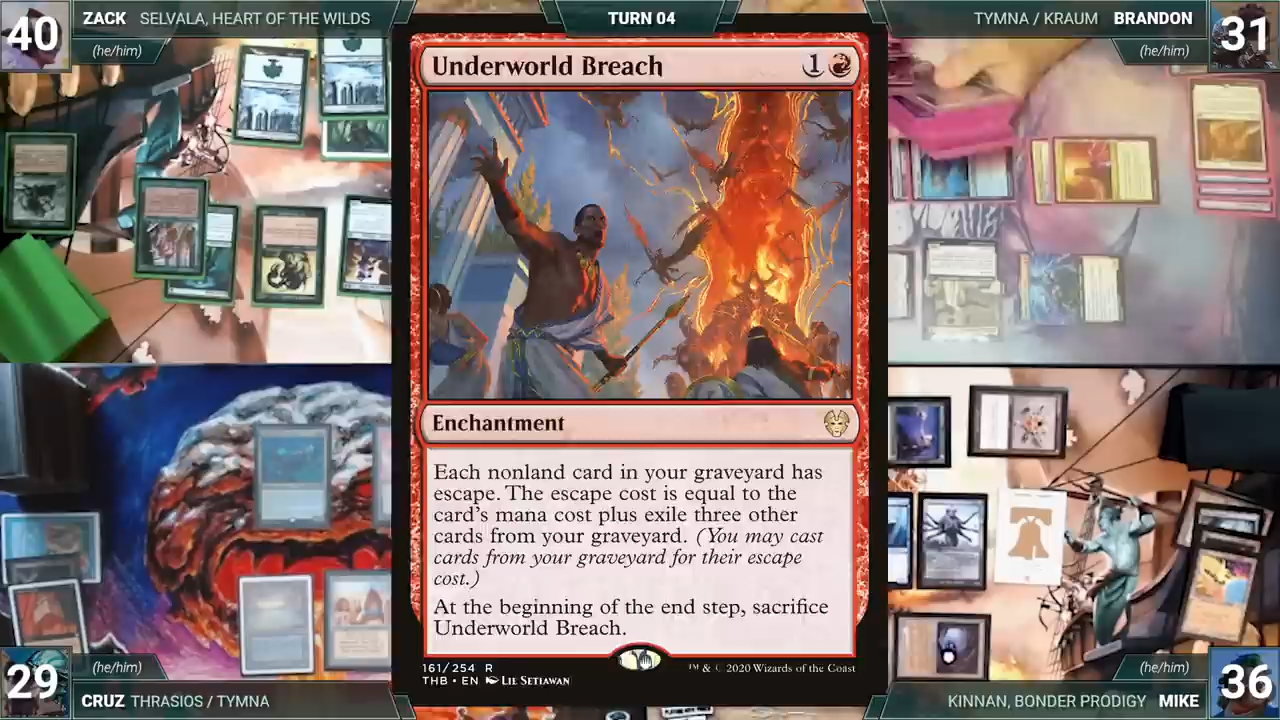 40
ZACK SELVALA, HEART OF THE WILDS
(he/him)
TURN 04
TYMNA / KRAUM BRANDON
(he/him)
31
Underworld Breach
1
Enchantment
Each nonland card in your graveyard has
escape. The escape cost is equal to the
card's mana cost plus exile three other
cards from your graveyard. (You may cast
cards from your graveyard for their escape
cost.)
At the beginning of the end step, sacrifice
Underworld Breach.
161/254 R
THB • EN LIE SETIAWAN
™ & © 2020 Wizards of the Coast
29
(he/him)
CRUZ THRASIOS / TYMNA
(he/him)
KINNAN, BONDER PRODIGY MIKE
36